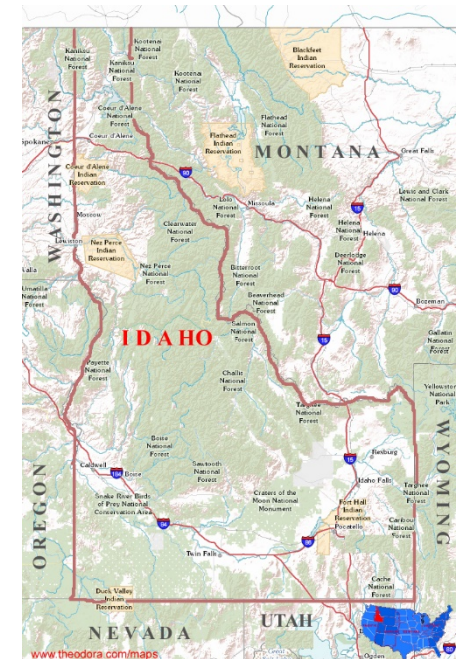 Kootenai
National
Forest
Kaniksu
National
Forest
Kaniksu
National
Forest
Kootenai
National
Forest
Blackfeet
Indian
Reservation
Coeur d'Alene
National
Forest
Flathead
National
Forest
Coeur d'Alene
Flathead
Indian
Reservation
Spokane
MONTANA
Great Falls
WASHINGTON
Coeur d'Alene
Indian
Reservation
90
Lolo
National
Forest
Missoula
Helena
National
Forest
15
Lewis and Clark
National
Forest
Moscow
Clearwater
National
Forest
Helena
National
Forest
Helena
Lewiston
Nez Perce
Indian
Reservation
Deerlodge
National
Forest
Walla
Nez Perce
National
Forest
Bitterroot
National
Forest
90
Umatilla
National
Forest
Beaverhead
National
Forest
Bozeman
IDAHO
Salmon
National
Forest
15
Gallatin
National
Forest
Payette
National
Forest
Challis
National
Forest
Yellowstone
National
Park
Targhee
National
Forest
WYOMING
OREGON
Boise
National
Forest
Rexburg
15
Caldwell
184
Boise
Sawtooth
National
Forest
Idaho Falls
Targhee
National
Forest
Snake River Birds
of Prey National
Conservation Area
Craters of the
Moon National
Monument
Fort Hall
Indian
Reservation
84
Pocatello
Caribou
National
Forest
86
Twin Falls
Cache
National
Forest
Duck Valley
Indian
Reservation
NEVADA
UTAH
Ogden
80
www.theodora.com/maps